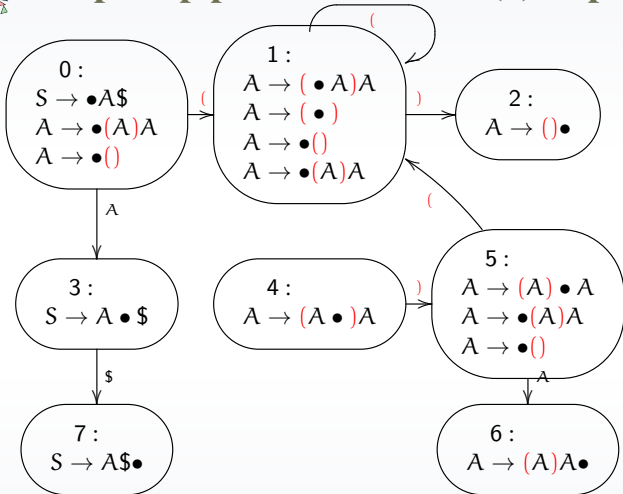 0 :
S → •A$
A → •(A)A
A → •()
(
1 :
A → ( • A)A
A → ( • )
A → •()
A → •(A)A
(
)
2 :
A → ()•
A
(
3 :
S → A • $
4 :
A → (A • )A
)
5 :
A → (A) • A
A → •(A)A
A → •()
$
A
7 :
S → A$•
6 :
A → (A)A•